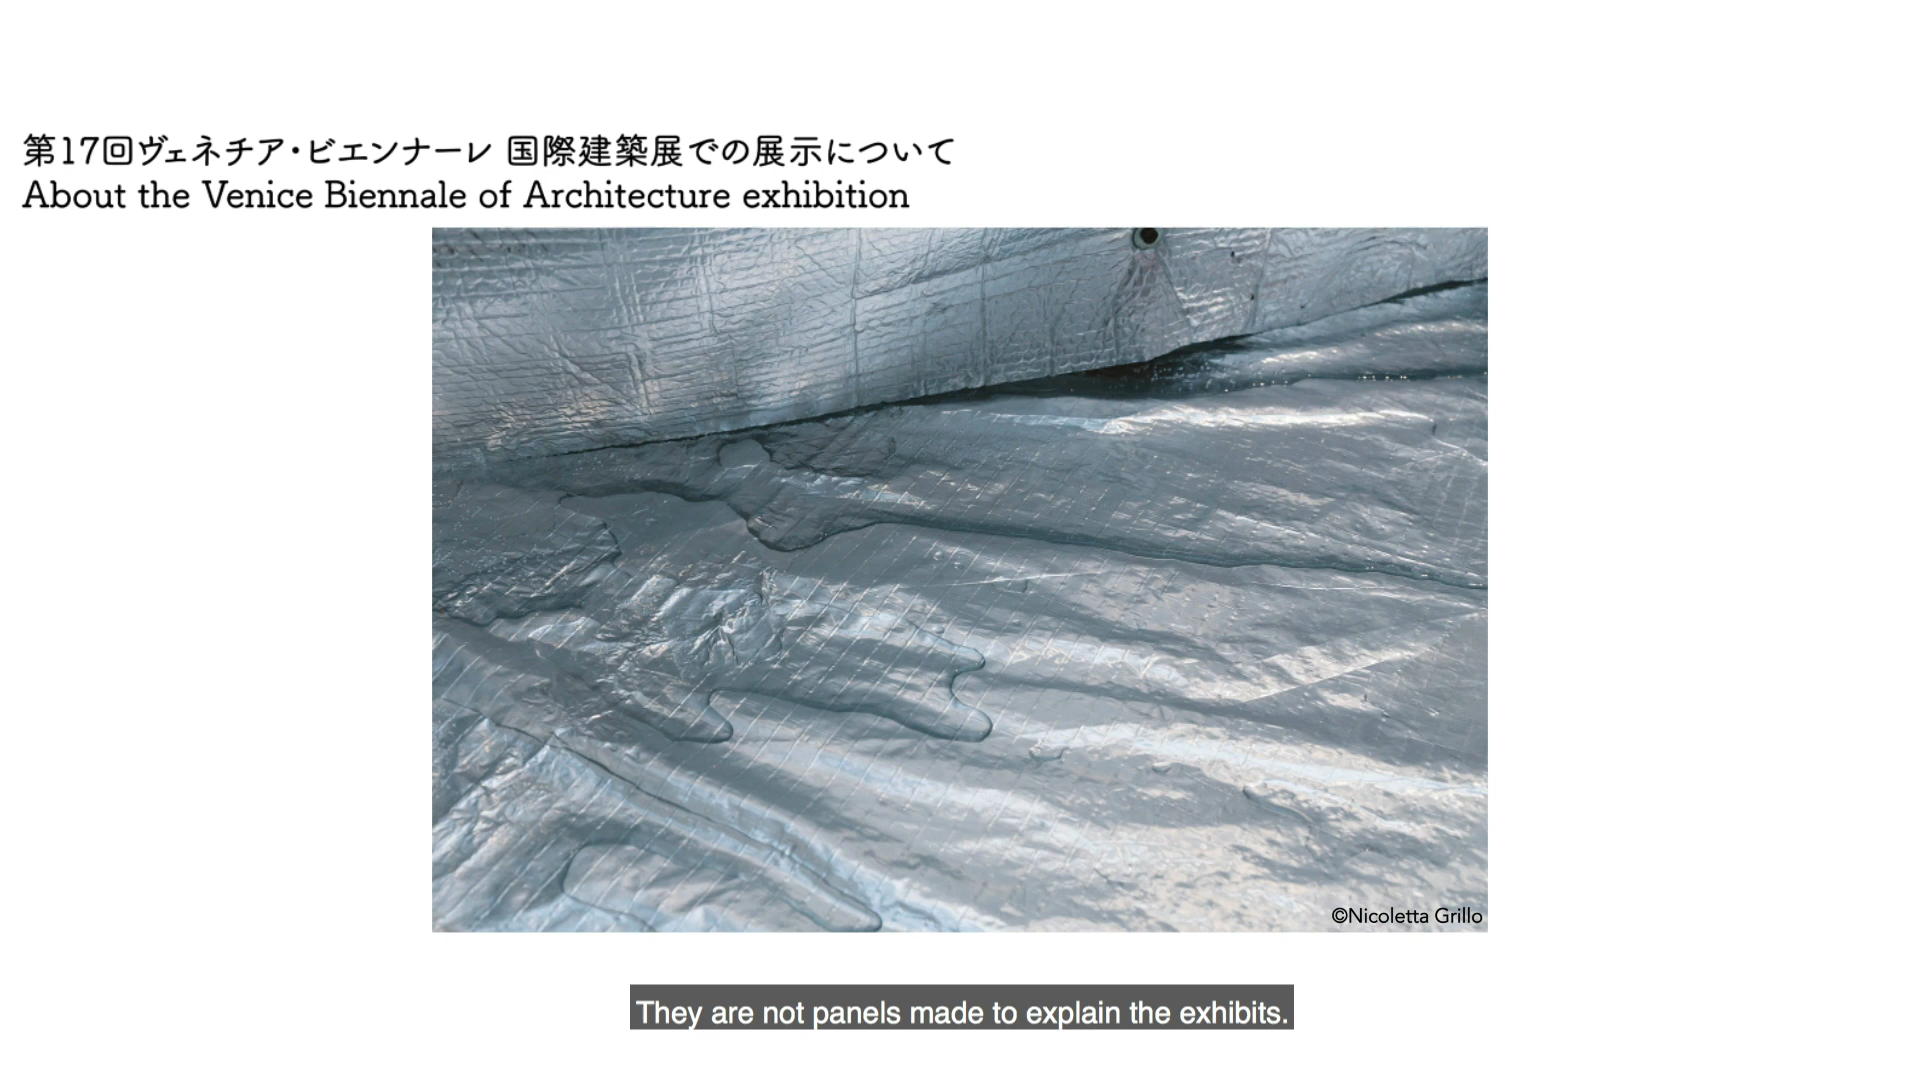 第17回ヴェネチア・ビエンナーレ 国際建築展での展示について
About the Venice Biennale of Architecture exhibition
©Nicoletta Grillo
They are not panels made to explain the exhibits.